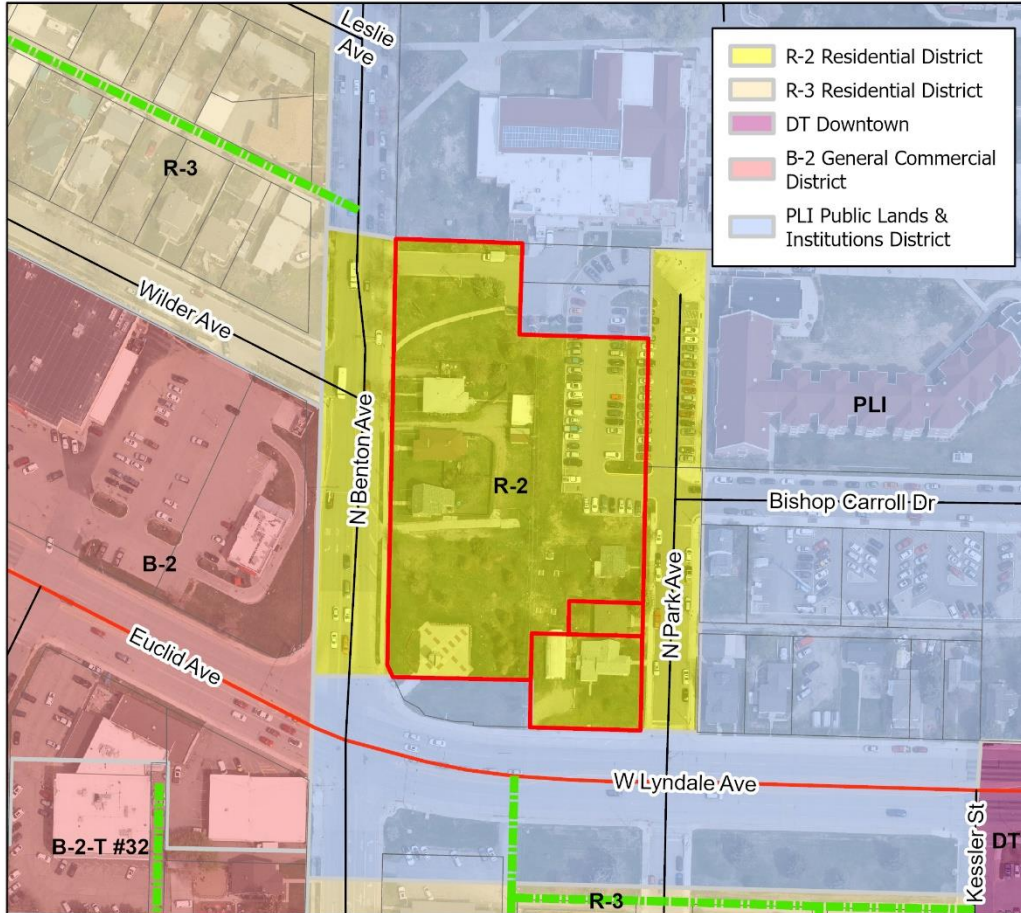 Leslie
Ave
R-2 Residential District
R-3 Residential District
DT Downtown
B-2 General Commercial
District
PLI Public Lands &
Institutions District
R-3
Wilder Ave
N Benton Ave
PLI
R-2
Bishop Carroll Dr
B-2
N Park Ave
Euclid Ave
W Lyndale Ave
B-2-T #32
Kessler St
DT
R-3